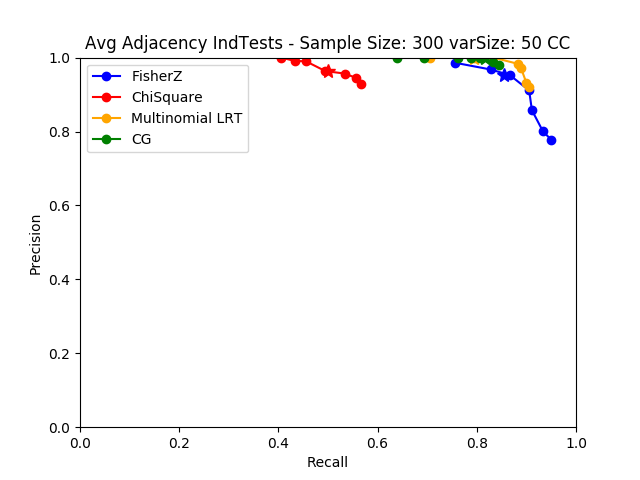 Avg Adjacency IndTests - Sample Size: 300 varSize: 50 CC
1.0
0.8
0.6
0.4
0.2
0.0
Precision
FisherZ
ChiSquare
Multinomial LRT
CG
0.0 0.2 0.4 0.6 0.8 1.0
Recall